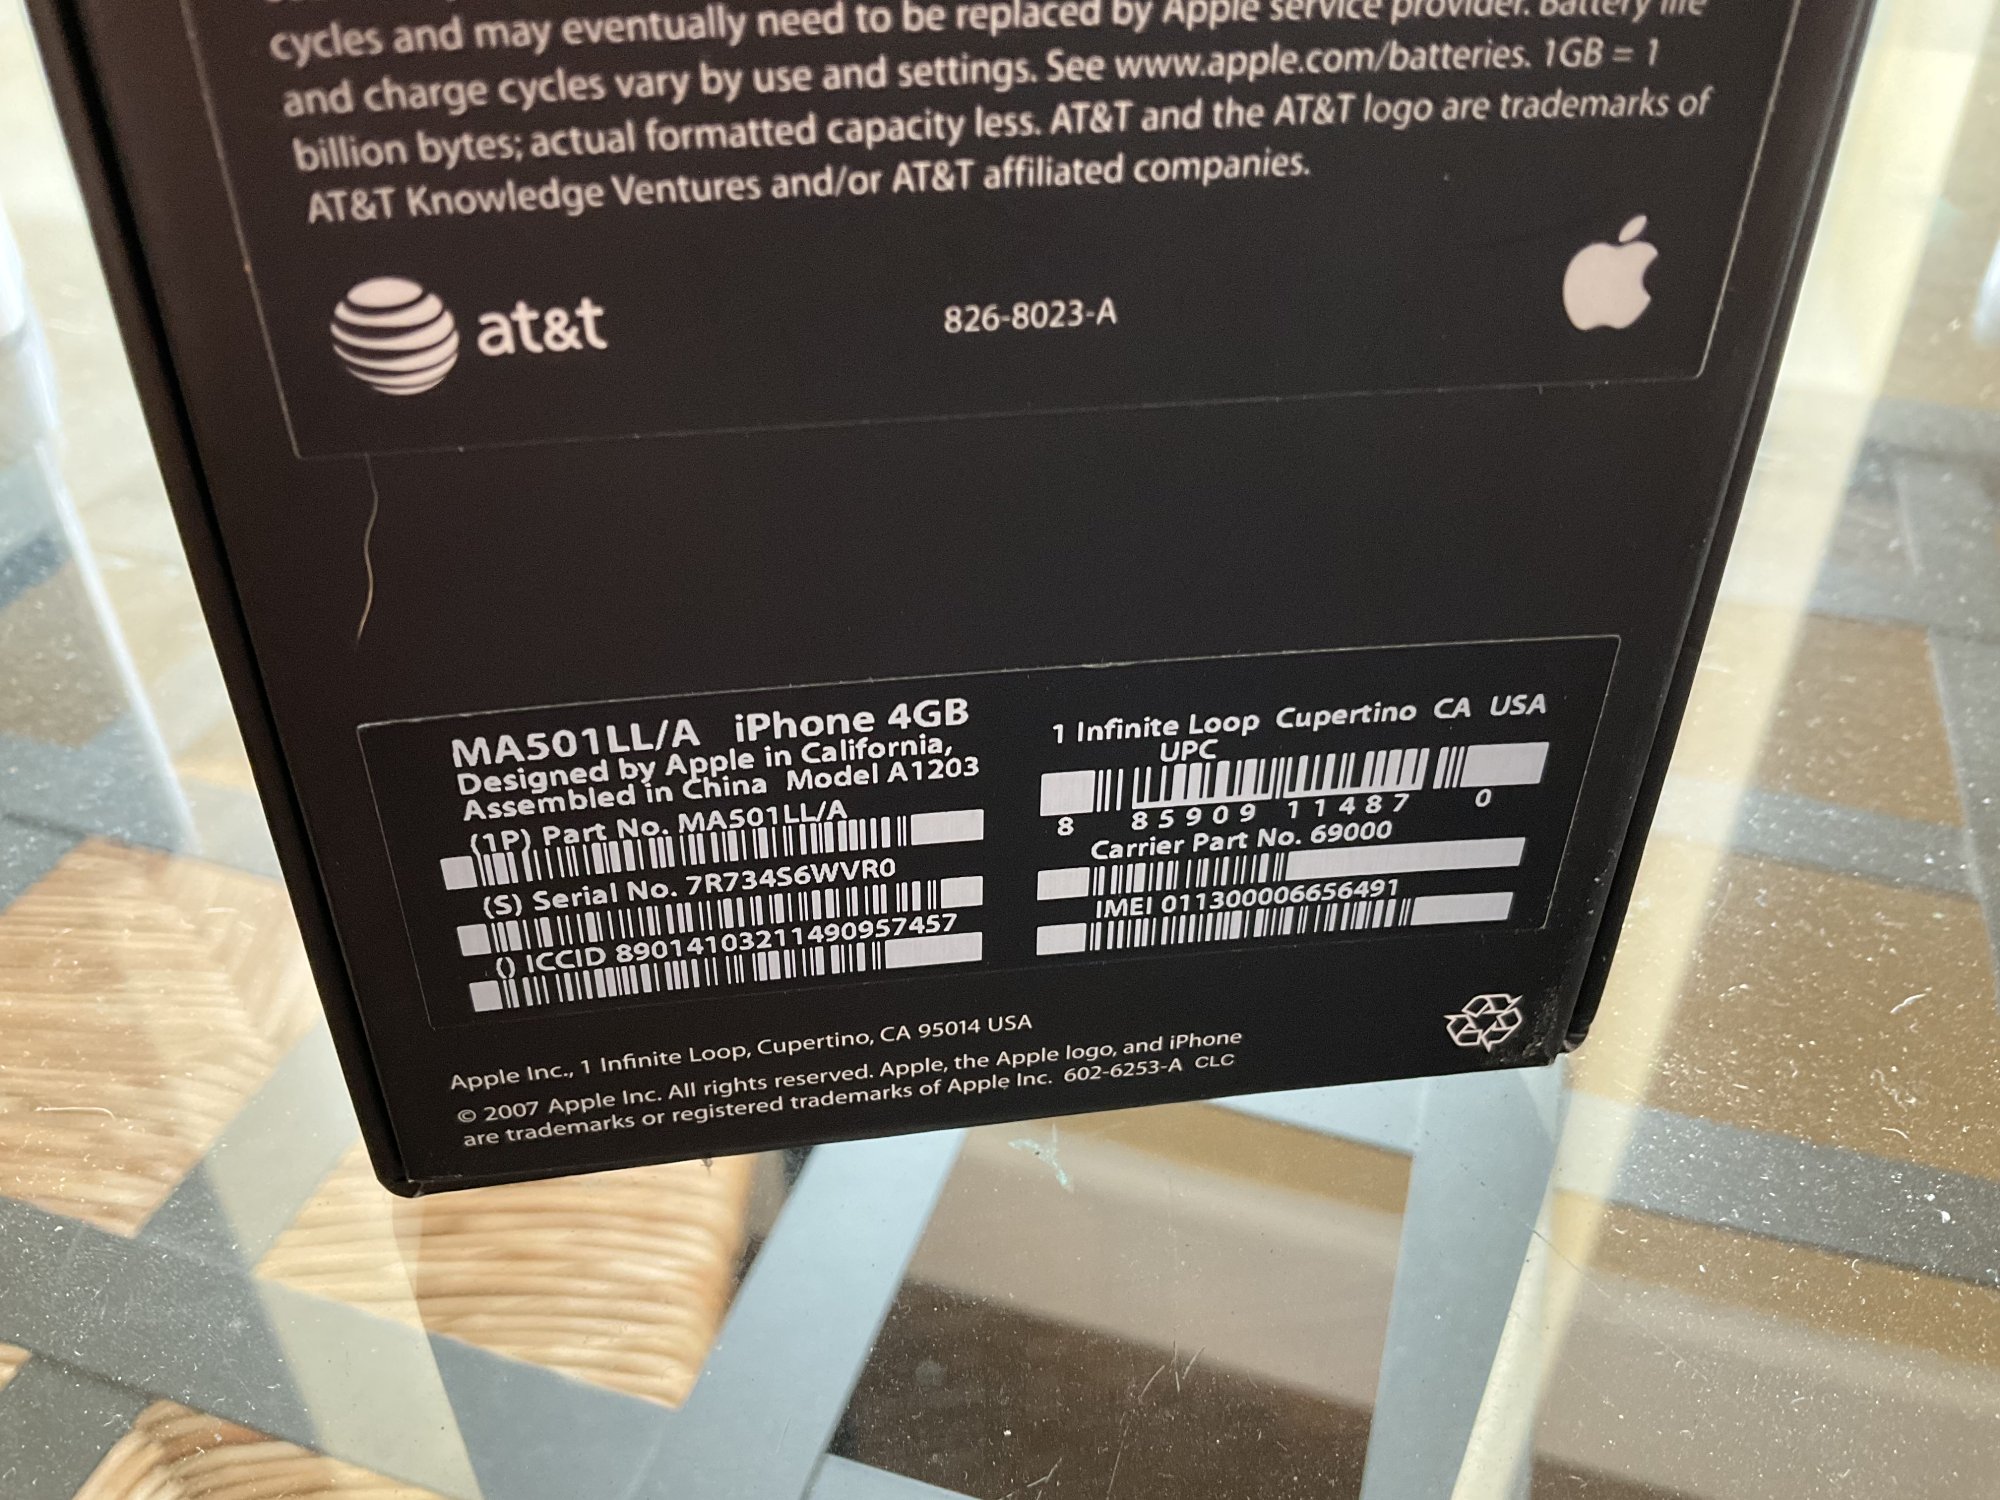 cycles and may eventually need to be replaced by Apple service provider. Battery life
and charge cycles vary by use and settings. See www.apple.com/batteries. 1GB = 1
billion bytes; actual formatted capacity less. AT&T and the AT&T logo are trademarks of
AT&T Knowledge Ventures and/or AT&T affiliated companies.
at&t
826-8023-A
MA501LL/A iPhone 4GB
Designed by Apple in California,
Assembled in China Model A1203
(1P) Part No. MA501LL/A
(S) Serial No. 7R734S6WVR0
() ICCID 89014103211490957457
1 Infinite Loop Cupertino CA USA
UPC
8 85909 11487 0
Carrier Part No. 69000
IMEI 011300006656491
Apple Inc., 1 Infinite Loop, Cupertino, CA 95014 USA
© 2007 Apple Inc. All rights reserved. Apple, the Apple logo, and iPhone
are trademarks or registered trademarks of Apple Inc. 602-6253-A CLC